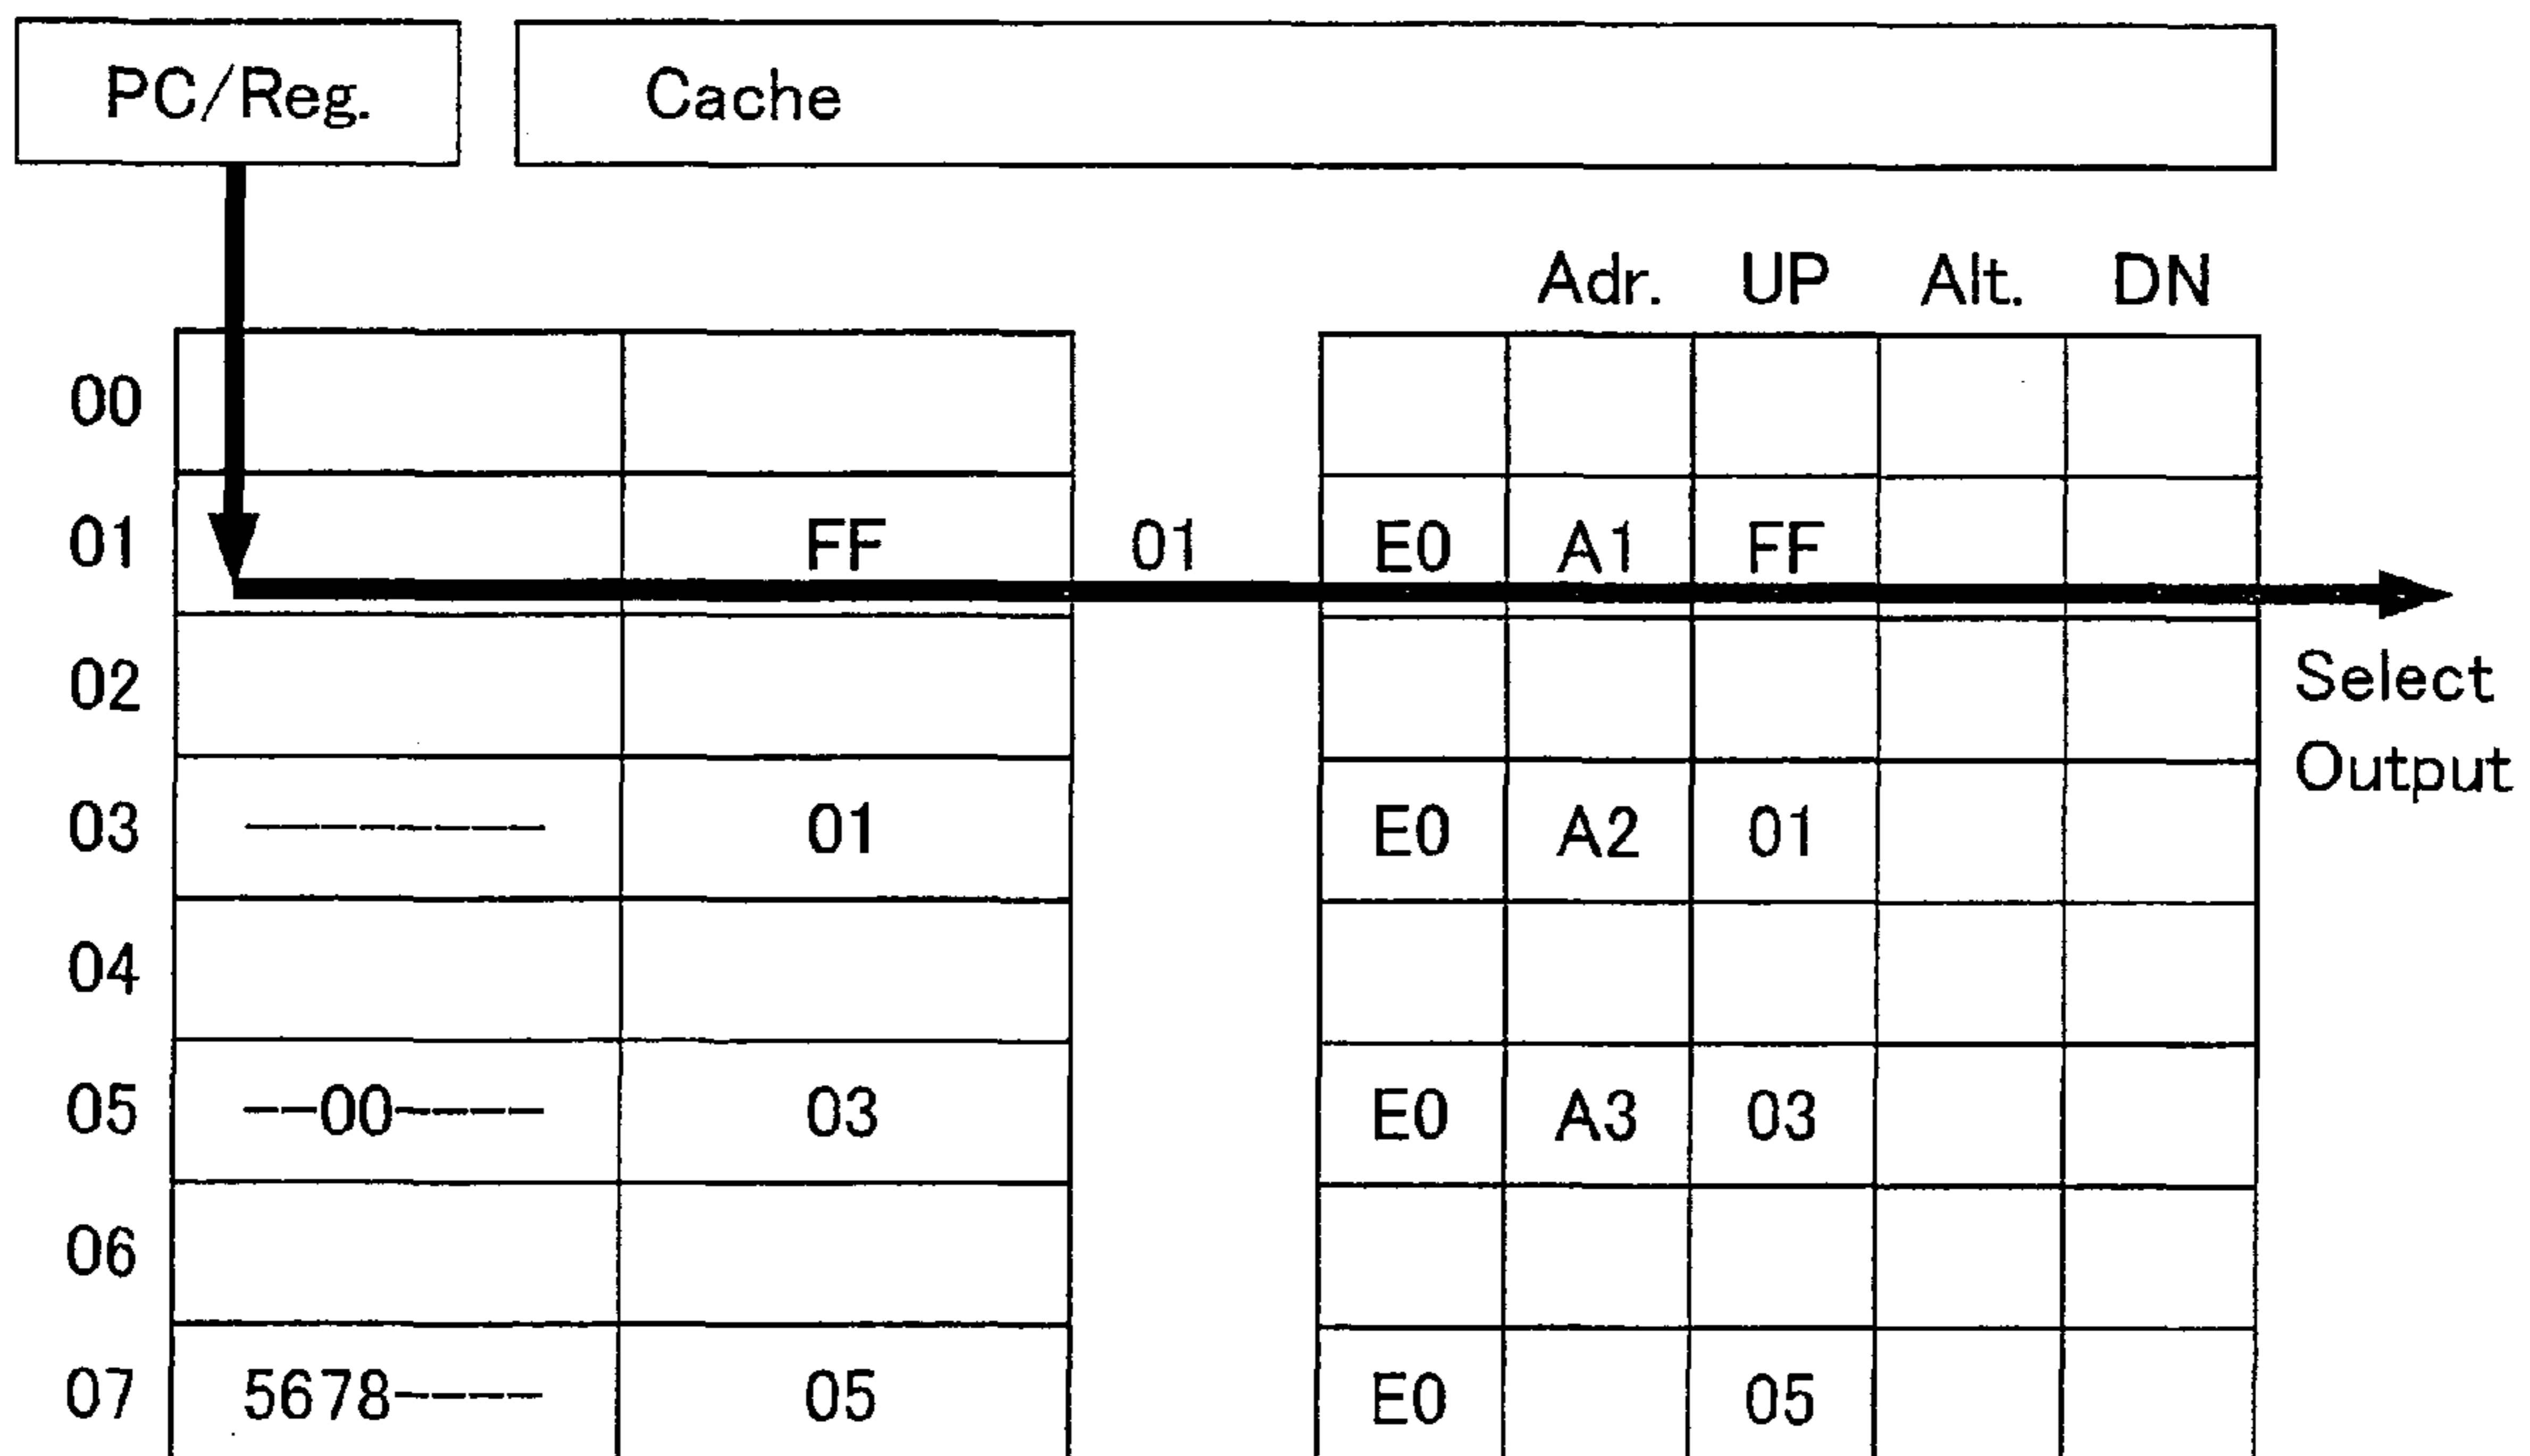 PC/Reg. Cache
Adr. UP Alt. DN
00
01 FF 01 E0 A1 FF
02 Select
Output
03 -------- 01 E0 A2 01
04
05 --00---- 03 E0 A3 03
06
07 5678---- 05 E0 05